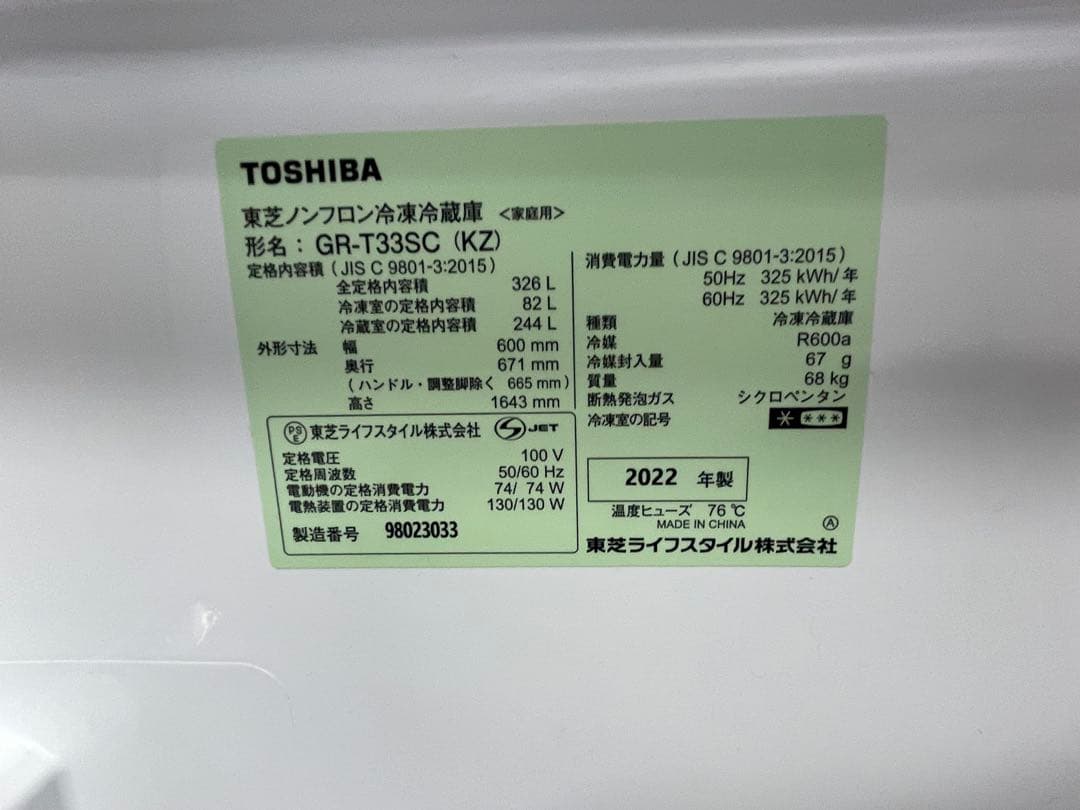 TOSHIBA
東芝ノンフロン冷凍冷蔵庫 <家庭用>
形名： GR-T33SC (KZ)
定格内容積 (JIS C 9801-3:2015)
全定格内容積 326 L
冷凍室の定格内容積 82 L
冷蔵室の定格内容積 244 L
外形寸法 幅 600 mm
奥行 671 mm
(ハンドル・調整脚除く 665 mm)
高さ 1643 mm
PSE 東芝ライフスタイル株式会社 S JET
定格電圧 100 V
定格周波数 50/60 Hz
電動機の定格消費電力 74/ 74 W
電熱装置の定格消費電力 130/130 W
製造番号 98023033
消費電力量 (JIS C 9801-3:2015)
50Hz 325 kWh/年
60Hz 325 kWh/年
種類 冷凍冷蔵庫
冷媒 R600a
冷媒封入量 67 g
質量 68 kg
断熱発泡ガス シクロペンタン
冷凍室の記号 * ***
2022 年製
温度ヒューズ 76 ℃
MADE IN CHINA
Ⓐ
東芝ライフスタイル株式会社